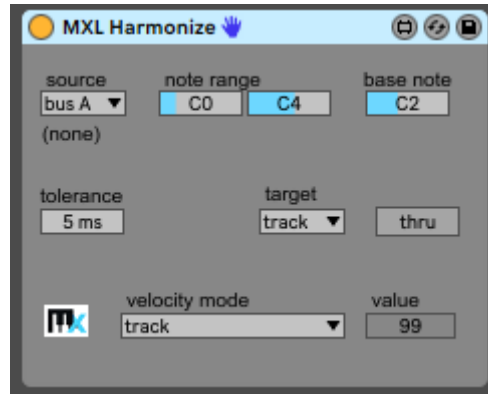 MXL Harmonize
source note range base note
bus A C0 C4 C2
(none)
tolerance target
5 ms track thru
velocity mode value
track 99